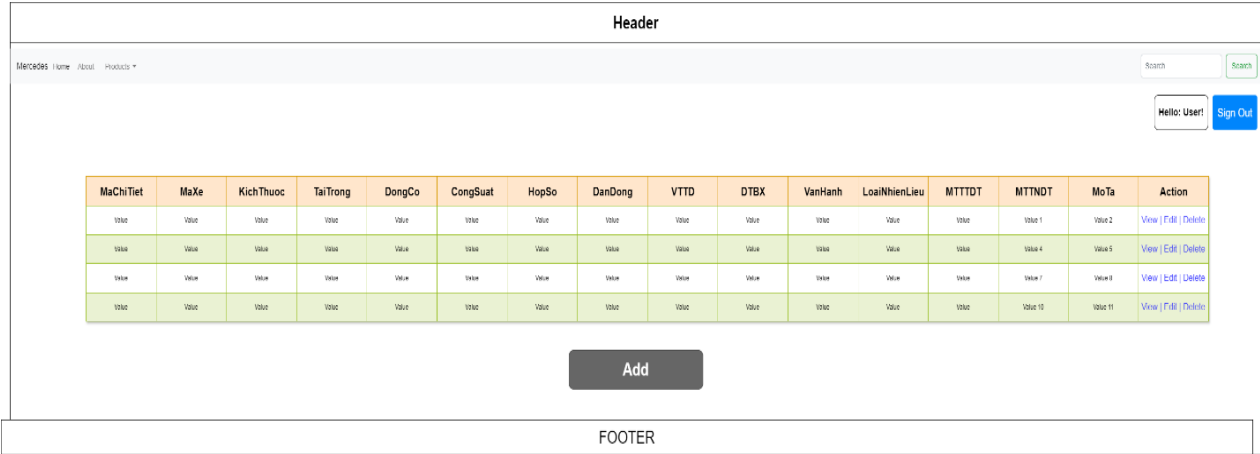 Header
Mercedes Home About Products Search Search
Hello: User! Sign Out
MaChiTiet MaXe KichThuoc TaiTrong DongCo CongSuat HopSo DanDong VTTD DTBX VanHanh LoaiNhienLieu MTTTDT MTTNDT MoTa Action
Value Value Value Value Value Value Value Value Value Value Value Value Value Value 1 Value 2 View | Edit | Delete
Value Value Value Value Value Value Value Value Value Value Value Value Value Value 4 Value 5 View | Edit | Delete
Value Value Value Value Value Value Value Value Value Value Value Value Value Value 7 Value 8 View | Edit | Delete
Value Value Value Value Value Value Value Value Value Value Value Value Value Value 10 Value 11 View | Edit | Delete
Add
FOOTER